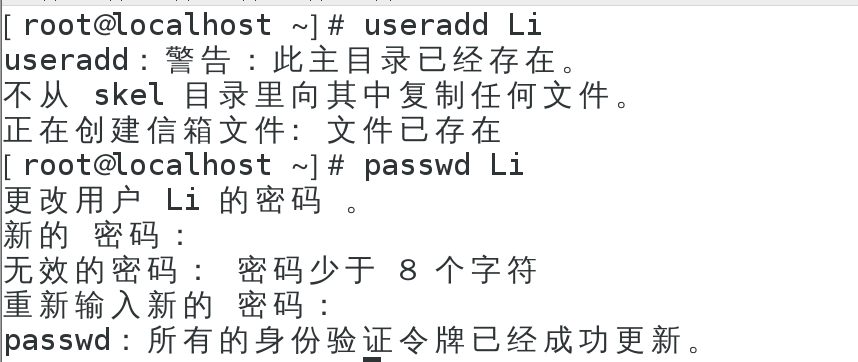 [root@localhost ~]# useradd Li
useradd：警告：此主目录已经存在。
不从 skel 目录里向其中复制任何文件。
正在创建信箱文件: 文件已存在
[root@localhost ~]# passwd Li
更改用户 Li 的密码 。
新的 密码：
无效的密码： 密码少于 8 个字符
重新输入新的 密码：
passwd：所有的身份验证令牌已经成功更新。